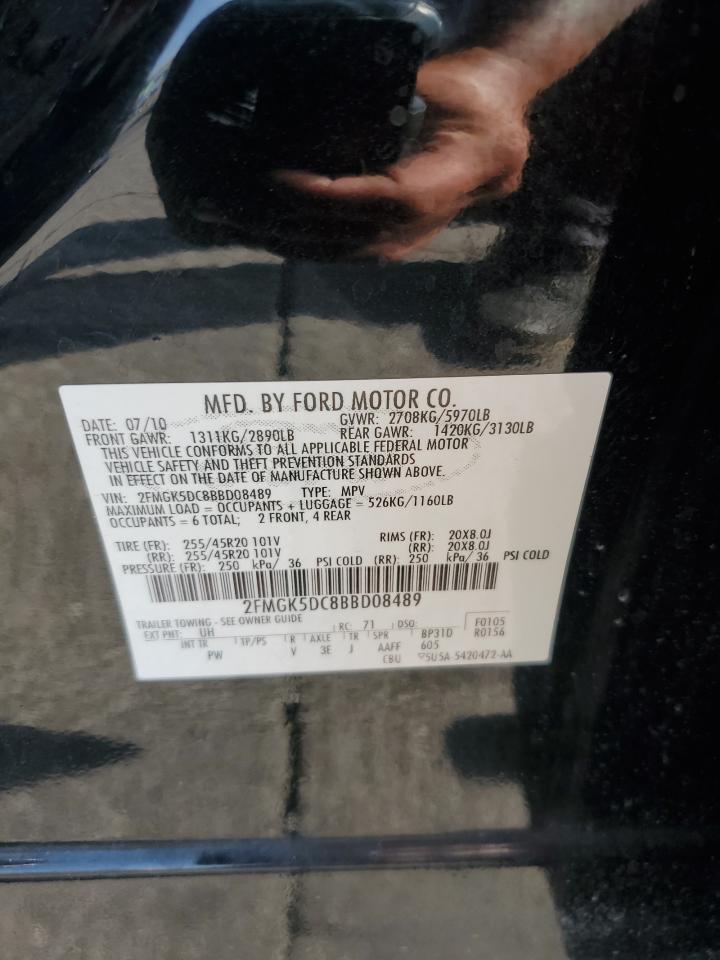 MFD. BY FORD MOTOR CO.
DATE: 07/10 GVWR: 2708KG/5970LB
FRONT GAWR: 1311KG/2890LB REAR GAWR: 1420KG/3130LB
THIS VEHICLE CONFORMS TO ALL APPLICABLE FEDERAL MOTOR
VEHICLE SAFETY AND THEFT PREVENTION STANDARDS
IN EFFECT ON THE DATE OF MANUFACTURE SHOWN ABOVE.
VIN: 2FMGK5DC8BBD08489 TYPE: MPV
MAXIMUM LOAD = OCCUPANTS + LUGGAGE = 526KG/1160LB
OCCUPANTS = 6 TOTAL; 2 FRONT, 4 REAR
TIRE (FR): 255/45R20 101V RIMS (FR): 20X8.0J
(RR): 255/45R20 101V (RR): 20X8.0J
PRESSURE (FR): 250 kPa/ 36 PSI COLD (RR): 250 kPa/ 36 PSI COLD
2FMGK5DC8BBD08489
TRAILER TOWING - SEE OWNER GUIDE F0105
EXT PNT: UH RC: 71 DSO: R0156
INT TR TP/PS R AXLE TR SPR BP31D
PW V 3E J AAFF 605
CBU 5U5A-5420472-AA